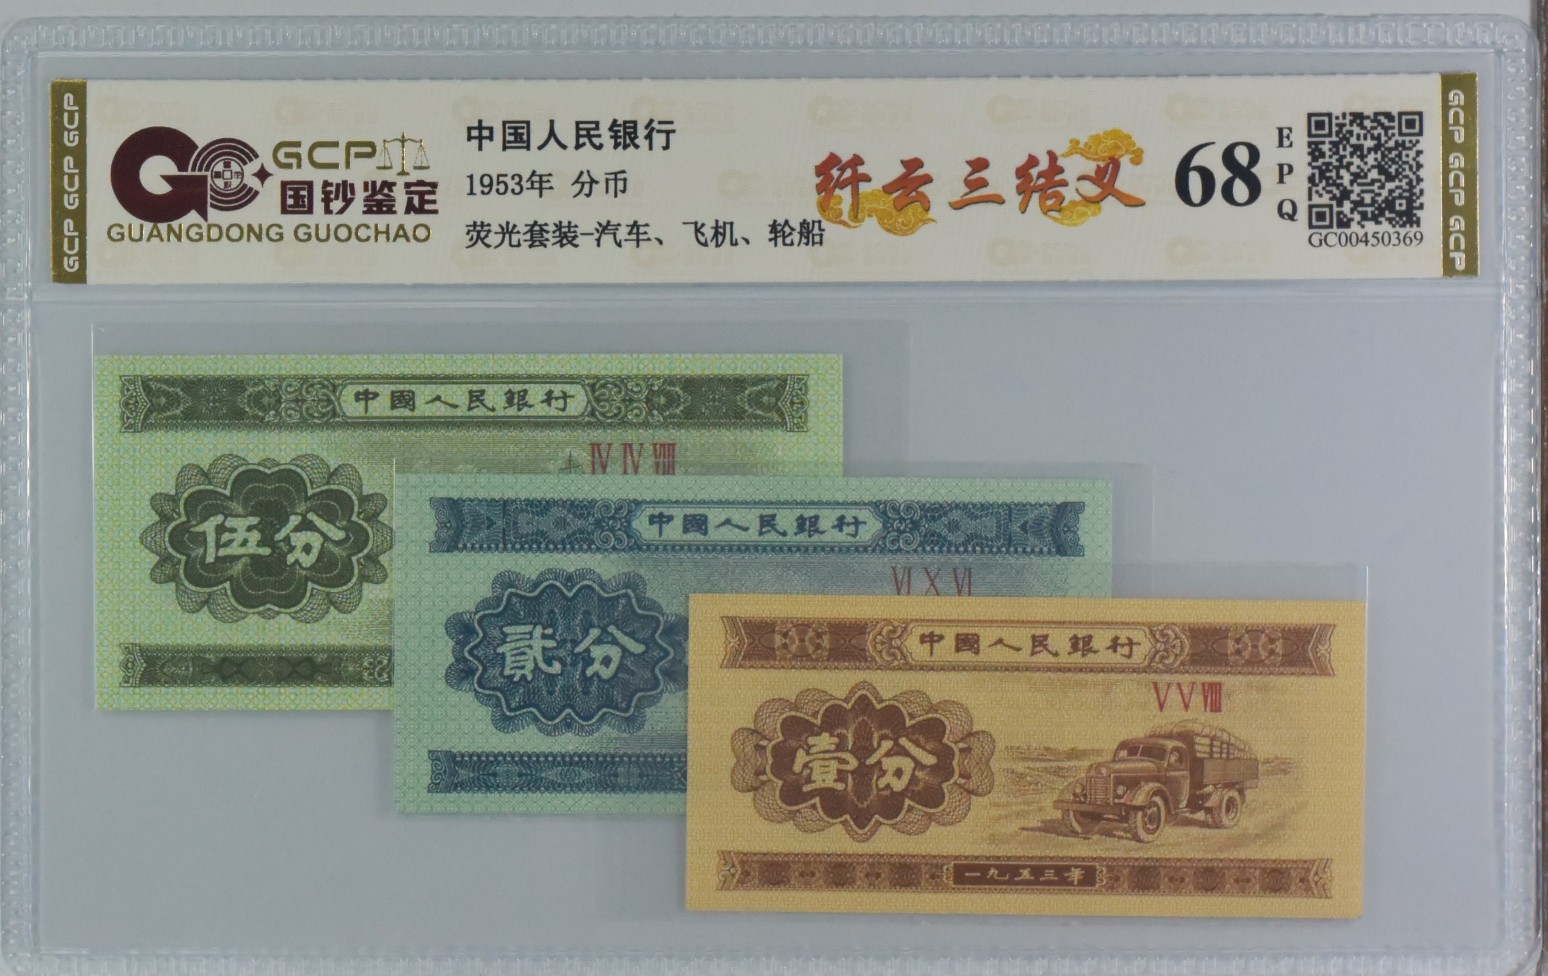 GCP GCP GCP
GCP
国钞鉴定
GUANGDONG GUOCHAO
中国人民银行
1953年 分币
荧光套装-汽车、飞机、轮船
纤云三结义
68
EPQ
GC00450369
GCP GCP GCP GCP
中國人民銀行
IV IV VIII
伍分
中國人民銀行
VI X VI
貳分
中國人民銀行
V V VIII
壹分
一九五三年